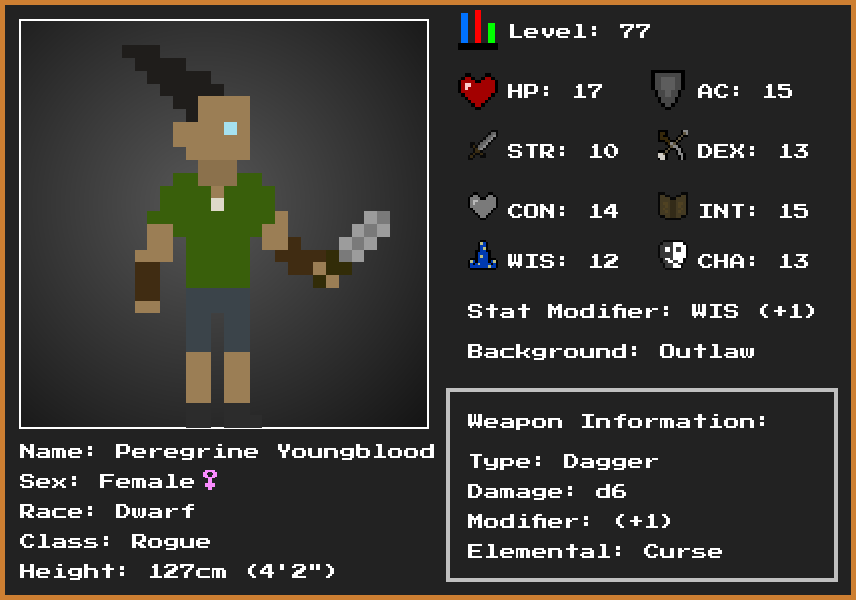 Level: 77
HP: 17
AC: 15
STR: 10
DEX: 13
CON: 14
INT: 15
WIS: 12
CHA: 13
Stat Modifier: WIS (+1)
Background: Outlaw
Weapon Information:
Type: Dagger
Damage: d6
Modifier: (+1)
Elemental: Curse
Name: Peregrine Youngblood
Sex: Female♀
Race: Dwarf
Class: Rogue
Height: 127cm (4'2")